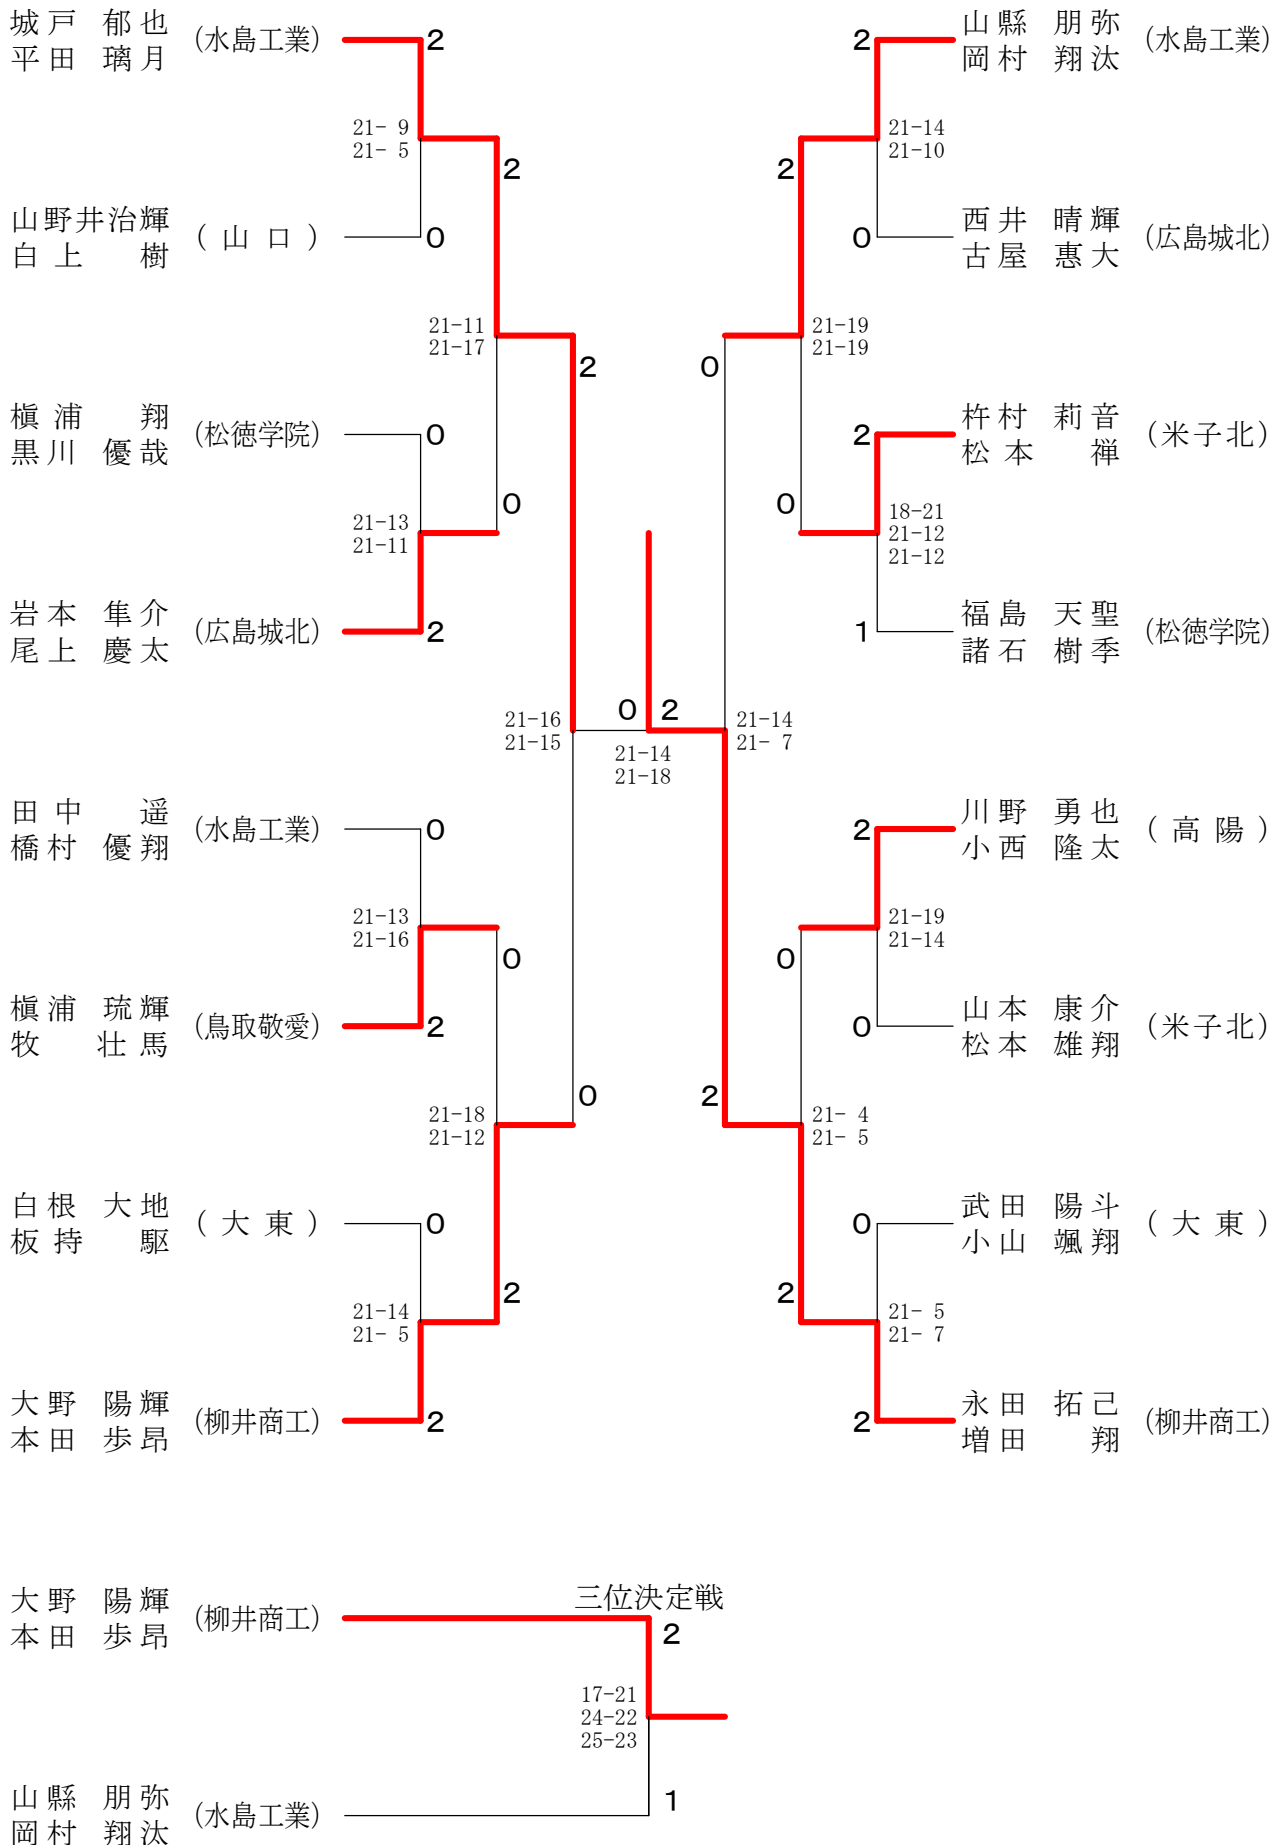 城戸 郁也
平田 璃月
(水島工業)
2
21- 9
21- 5
2
山野井治輝
白上 樹
(山口)
0
21-11
21-17
2
槇浦 翔
黒川 優哉
(松徳学院)
0
21-13
21-11
0
岩本 隼介
尾上 慶太
(広島城北)
2
21-16
21-15
田中 遥
橋村 優翔
(水島工業)
0
21-13
21-16
0
槇浦 琉輝
牧 壮馬
(鳥取敬愛)
2
21-18
21-12
0
白根 大地
板持 駆
(大東)
0
21-14
21- 5
2
大野 陽輝
本田 歩昂
(柳井商工)
2
0 2
21-14
21-18
2
山縣 朋弥
岡村 翔汰
(水島工業)
21-14
21-10
2
0
西井 晴輝
古屋 惠大
(広島城北)
21-19
21-19
0
2
杵村 莉音
松本 禅
(米子北)
0
18-21
21-12
21-12
1
福島 天聖
諸石 樹季
(松徳学院)
21-14
21- 7
2
川野 勇也
小西 隆太
(高陽)
21-19
21-14
0
0
山本 康介
松本 雄翔
(米子北)
2
21- 4
21- 5
0
武田 陽斗
小山 颯翔
(大東)
2
21- 5
21- 7
2
永田 拓己
増田 翔
(柳井商工)
三位決定戦
大野 陽輝
本田 歩昂
(柳井商工)
2
17-21
24-22
25-23
山縣 朋弥
岡村 翔汰
(水島工業)
1